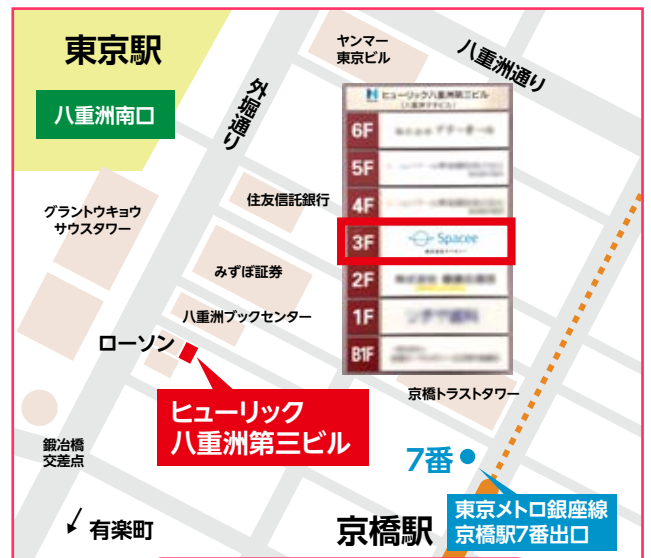 東京駅
八重洲南口
外堀通り
ヤンマー
東京ビル
八重洲通り
ヒューリック八重洲第三ビル
6F
5F
4F
3F
Spacee
2F
1F
B1F
住友信託銀行
グラントウキョウ
サウスタワー
みずほ証券
八重洲ブックセンター
ローソン
ヒューリック
八重洲第三ビル
京橋トラストタワー
鍛冶橋
交差点
7番
東京メトロ銀座線
京橋駅7番出口
有楽町
京橋駅